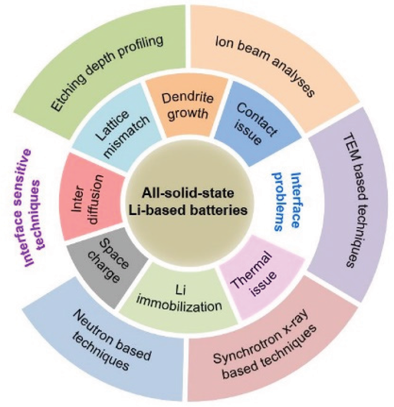 Etching depth profiling
Ion beam analyses
TEM based techniques
Synchrotron x-ray
based techniques
Neutron based
techniques
Interface sensitive
techniques
Lattice
mismatch
Dendrite
growth
Contact
issue
Interface
problems
Thermal
issue
Li
immobilization
Space
charge
Inter
diffusion
All-solid-state
Li-based batteries